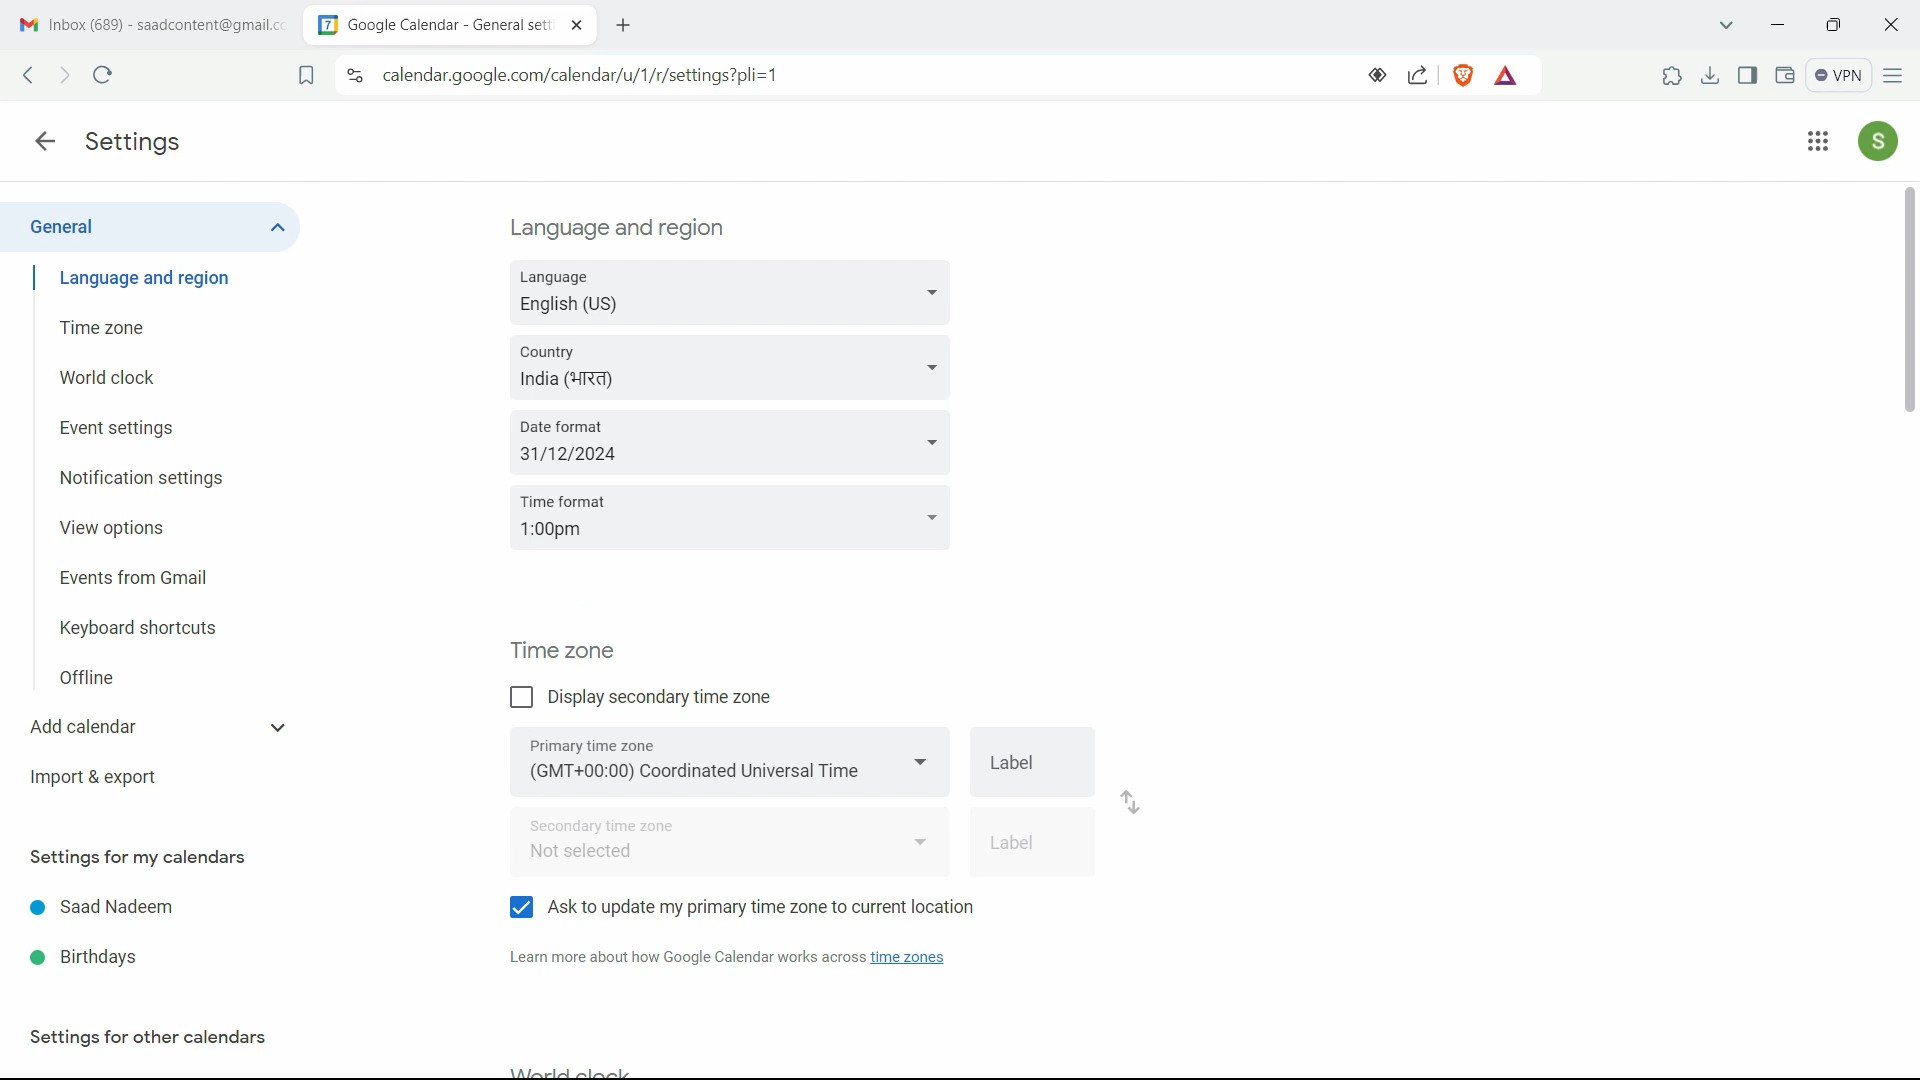 Inbox (689) - saadcontent@gmail.c
Google Calendar - General sett
calendar.google.com/calendar/u/1/r/settings?pli=1
VPN
Settings
S
General
Language and region
Time zone
World clock
Event settings
Notification settings
View options
Events from Gmail
Keyboard shortcuts
Offline
Add calendar
Import & export
Settings for my calendars
Saad Nadeem
Birthdays
Settings for other calendars
Language and region
Language
English (US)
Country
India (भारत)
Date format
31/12/2024
Time format
1:00pm
Time zone
Display secondary time zone
Primary time zone
(GMT+00:00) Coordinated Universal Time
Label
Secondary time zone
Not selected
Label
Ask to update my primary time zone to current location
Learn more about how Google Calendar works across time zones
World clock